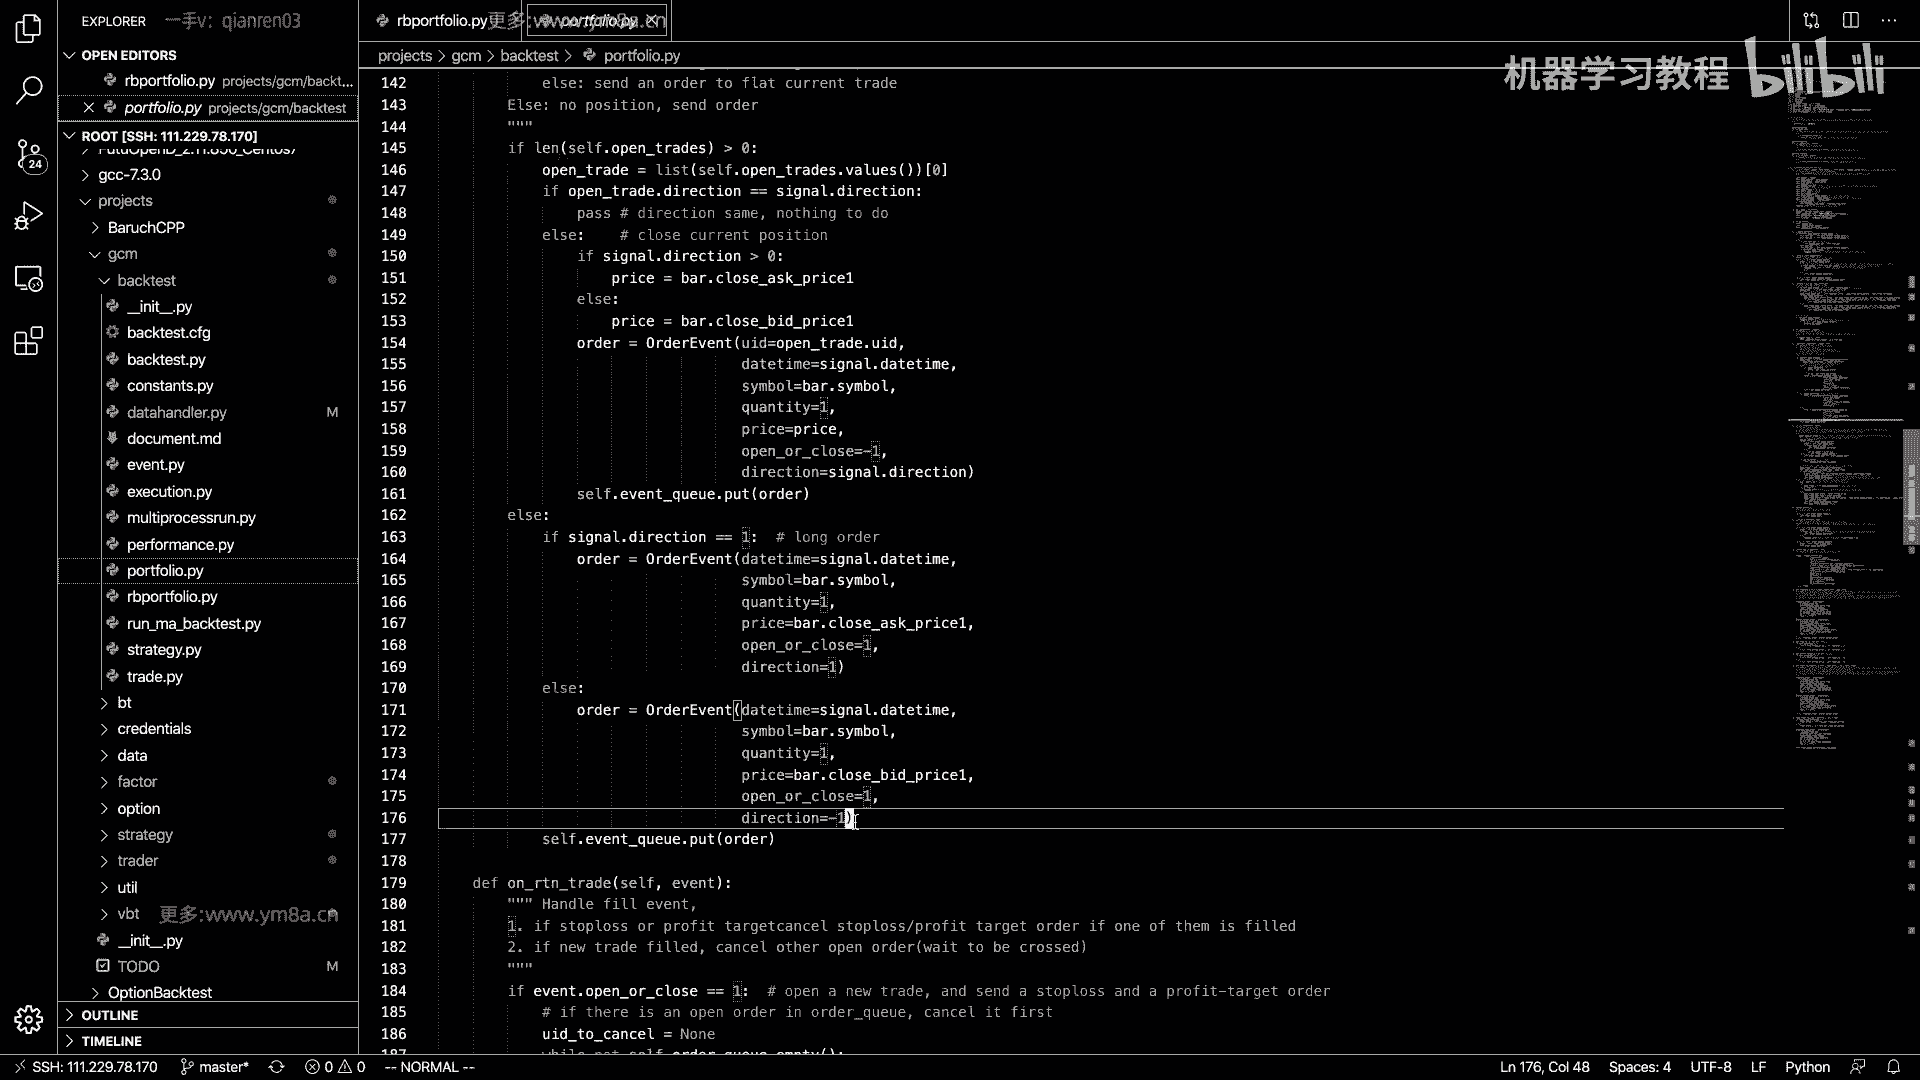 EXPLORER
一手v：qianren03
rbportfolio.py
更多:www.ym8a.cn
portfolio.py
OPEN EDITORS
rbportfolio.py projects/gcm/backt...
portfolio.py projects/gcm/backtest
ROOT [SSH: 111.229.78.170]
gcc-7.3.0
projects
BaruchCPP
gcm
backtest
__init__.py
backtest.cfg
backtest.py
constants.py
datahandler.py M
document.md
event.py
execution.py
multiprocessrun.py
performance.py
portfolio.py
rbportfolio.py
run_ma_backtest.py
strategy.py
trade.py
bt
credentials
data
factor
option
strategy
trader
util
vbt
更多:www.ym8a.cn
__init__.py
TODO M
OptionBacktest
OUTLINE
TIMELINE
projects > gcm > backtest > portfolio.py
机器学习教程 bilibili
142 else: send an order to flat current trade
143 Else: no position, send order
144 """
145 if len(self.open_trades) > 0:
146 open_trade = list(self.open_trades.values())[0]
147 if open_trade.direction == signal.direction:
148 pass # direction same, nothing to do
149 else: # close current position
150 if signal.direction > 0:
151 price = bar.close_ask_price1
152 else:
153 price = bar.close_bid_price1
154 order = OrderEvent(uid=open_trade.uid,
155 datetime=signal.datetime,
156 symbol=bar.symbol,
157 quantity=1,
158 price=price,
159 open_or_close=-1,
160 direction=signal.direction)
161 self.event_queue.put(order)
162 else:
163 if signal.direction == 1: # long order
164 order = OrderEvent(datetime=signal.datetime,
165 symbol=bar.symbol,
166 quantity=1,
167 price=bar.close_ask_price1,
168 open_or_close=1,
169 direction=1)
170 else:
171 order = OrderEvent(datetime=signal.datetime,
172 symbol=bar.symbol,
173 quantity=1,
174 price=bar.close_bid_price1,
175 open_or_close=1,
176 direction=-1)
177 self.event_queue.put(order)
178
179 def on_rtn_trade(self, event):
180 """ Handle fill event,
181 1. if stoploss or profit targetcancel stoploss/profit target order if one of them is filled
182 2. if new trade filled, cancel other open order(wait to be crossed)
183 """
184 if event.open_or_close == 1: # open a new trade, and send a stoploss and a profit-target order
185 # if there is an open order in order_queue, cancel it first
186 uid_to_cancel = None
24
SSH: 111.229.78.170 master* 0 0 -- NORMAL -- Ln 176, Col 48 Spaces: 4 UTF-8 LF Python